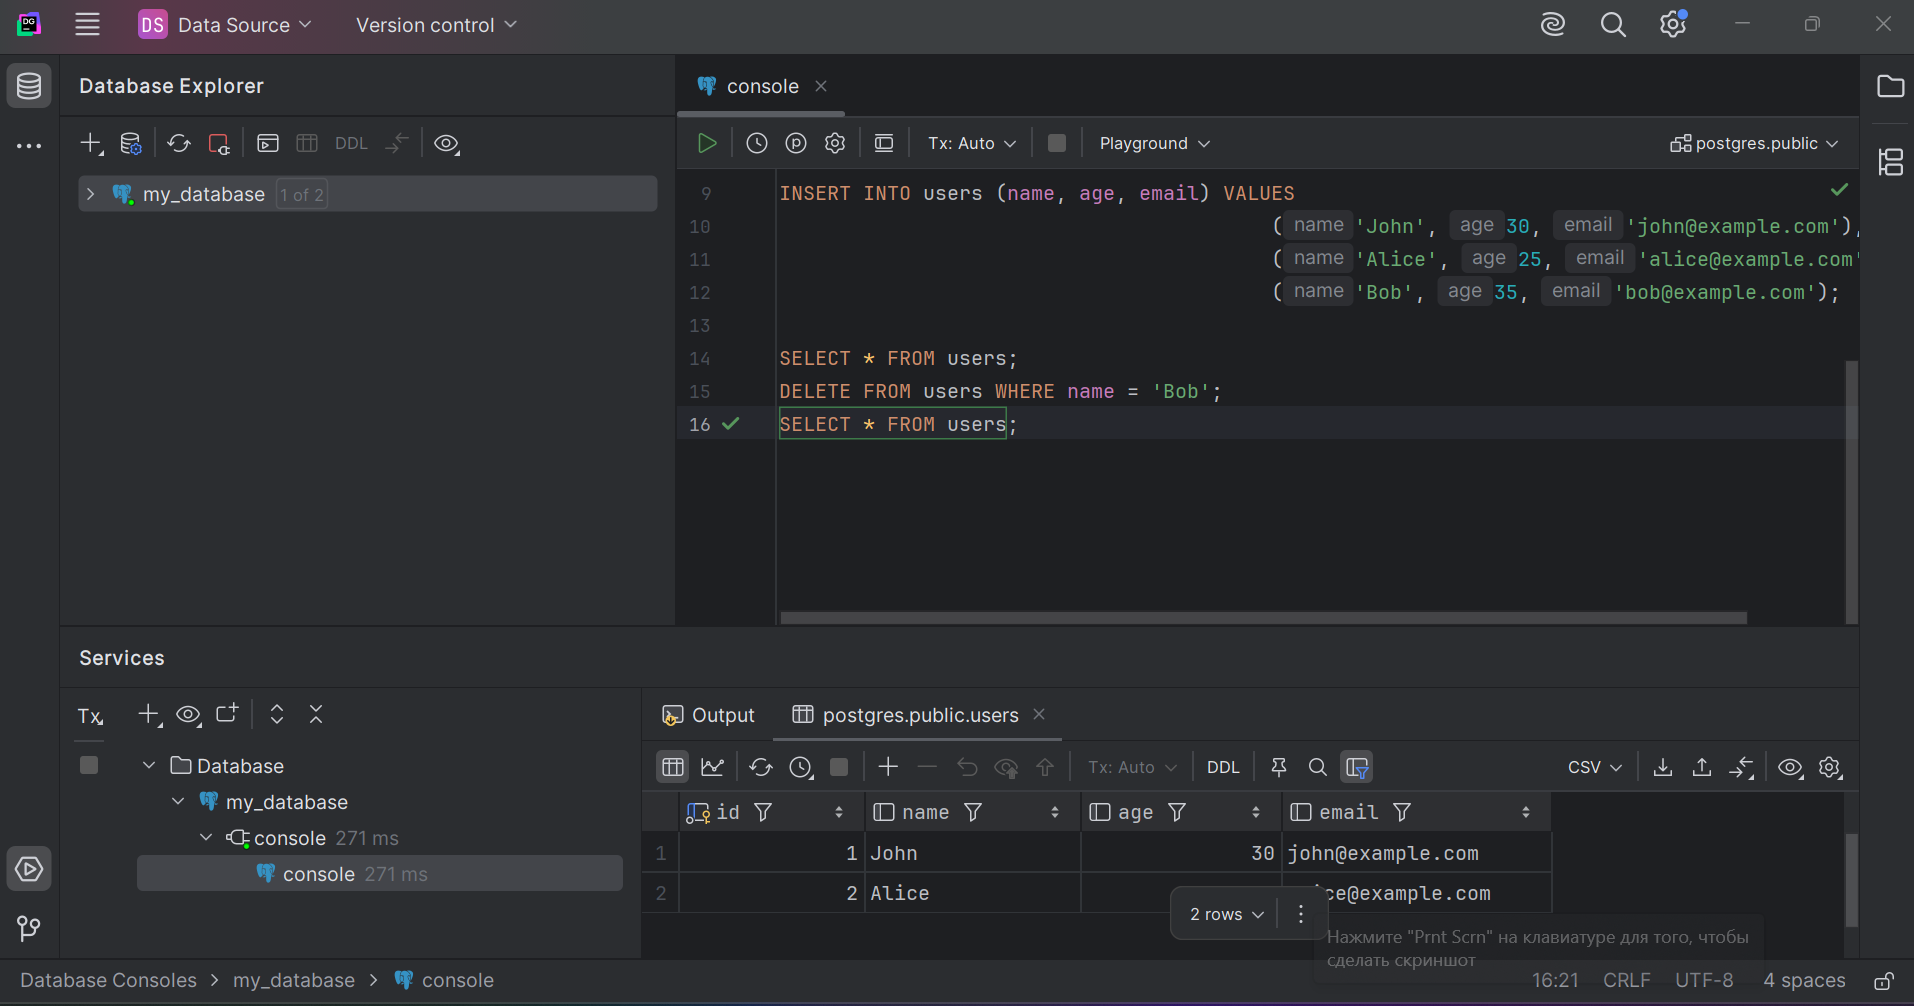 DG DS Data Source Version control
Database Explorer
console
DDL
Tx: Auto Playground postgres.public
my_database 1 of 2
9 INSERT INTO users (name, age, email) VALUES
10 ( name 'John', age 30, email 'john@example.com'),
11 ( name 'Alice', age 25, email 'alice@example.com'
12 ( name 'Bob', age 35, email 'bob@example.com');
13
14 SELECT * FROM users;
15 DELETE FROM users WHERE name = 'Bob';
16 SELECT * FROM users;
Services
Tx
Database
my_database
console 271 ms
console 271 ms
Output postgres.public.users
Tx: Auto DDL CSV
id name age email
1 1 John 30 john@example.com
2 2 Alice ce@example.com
2 rows
Нажмите "Prnt Scrn" на клавиатуре для того, чтобы
сделать скриншот
Database Consoles > my_database > console 16:21 CRLF UTF-8 4 spaces